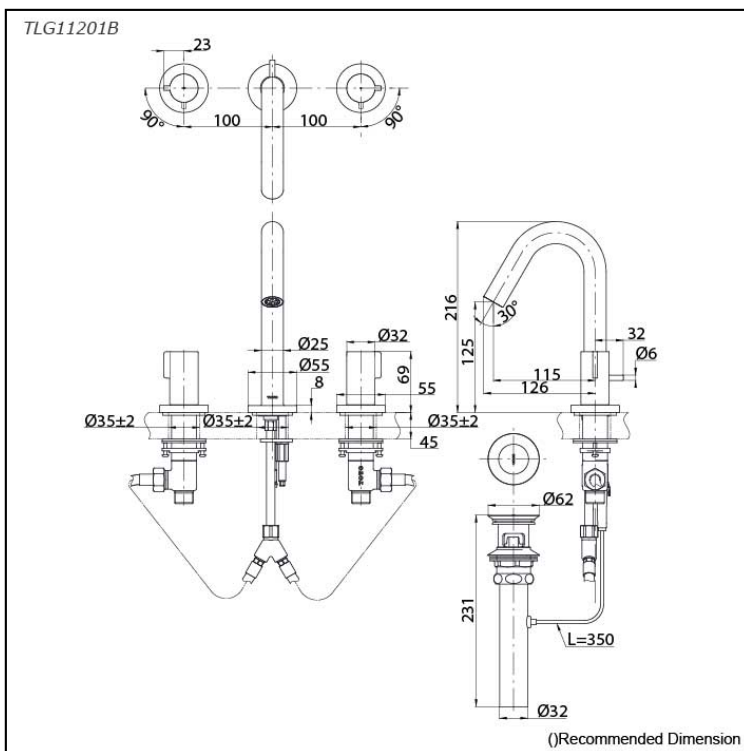 TLG11201B
23
90°
100
100
90°
216
125
30°
32
Ø6
115
126
Ø25
Ø55
8
Ø32
69
55
Ø35±2
Ø35±2
Ø35±2
45
TOTO
Ø62
231
L=350
Ø32
()Recommended Dimension